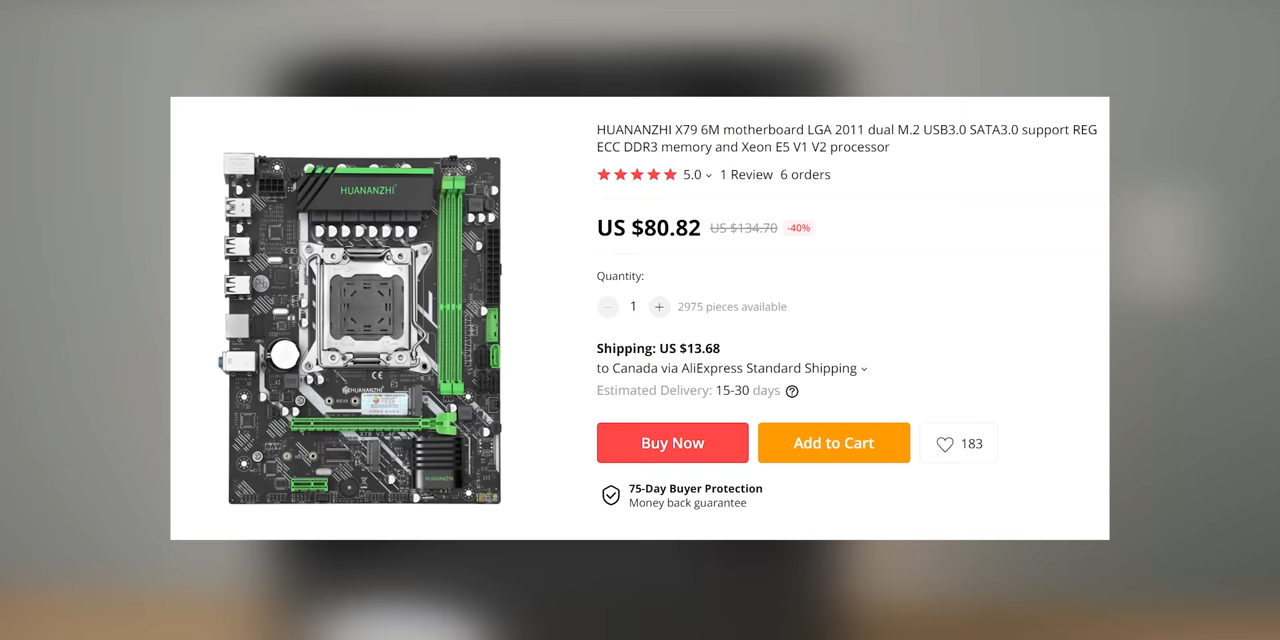 HUANANZHI X79 6M motherboard LGA 2011 dual M.2 USB3.0 SATA3.0 support REG
ECC DDR3 memory and Xeon E5 V1 V2 processor
5.0 1 Review 6 orders
HUANANZHI
US $80.82 US $134.70 -40%
Quantity:
1 2975 pieces available
Shipping: US $13.68
to Canada via AliExpress Standard Shipping
Estimated Delivery: 15-30 days
CE
HUANANZHI
Buy Now Add to Cart 183
HUANANZHI
75-Day Buyer Protection
Money back guarantee